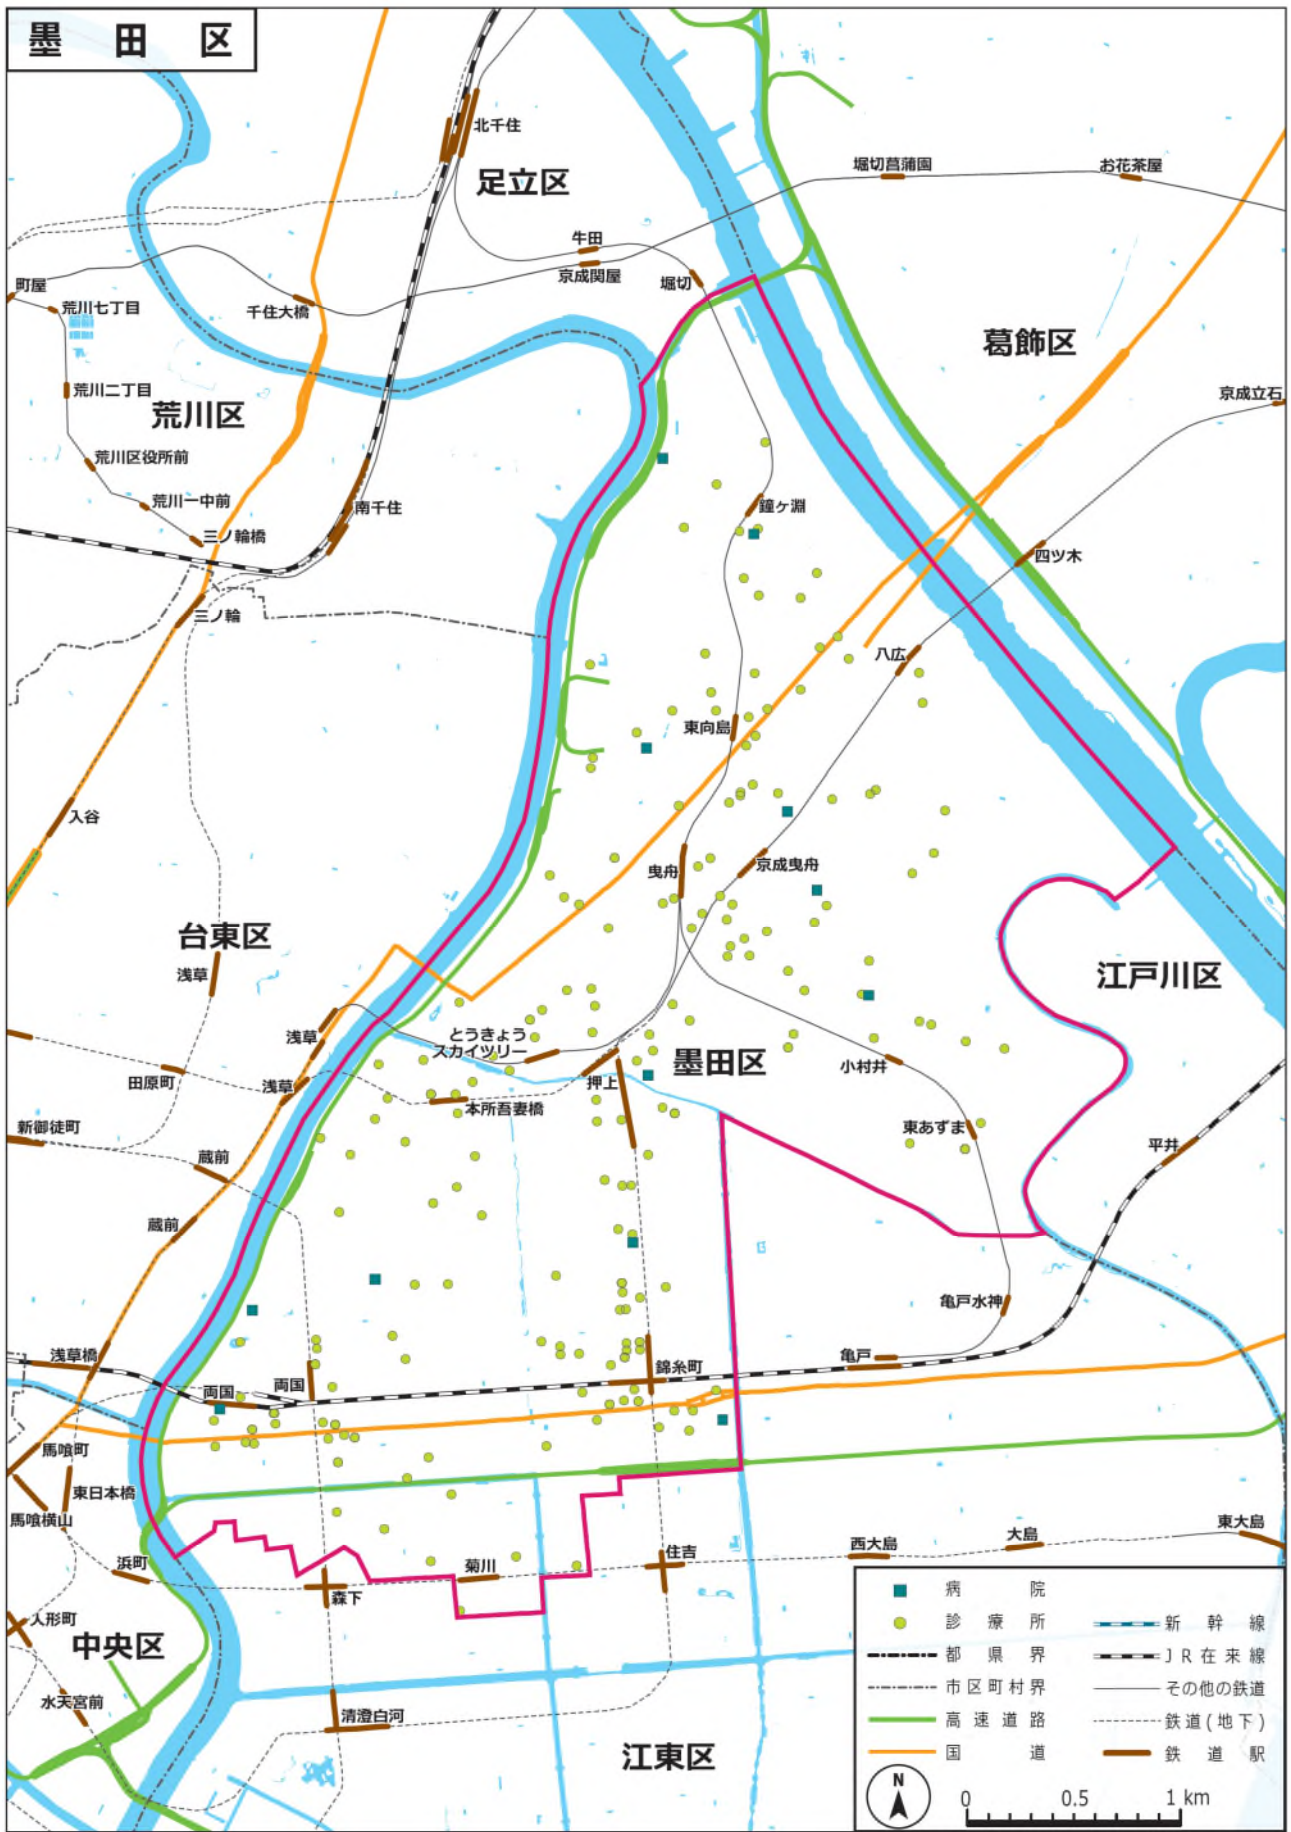 墨田区
北千住
足立区
堀切菖蒲園
お花茶屋
牛田
京成関屋
堀切
町屋
荒川七丁目
千住大橋
葛飾区
荒川二丁目
京成立石
荒川区
荒川区役所前
荒川一中前
南千住
鐘ヶ淵
三ノ輪橋
四ツ木
三ノ輪
八広
東向島
入谷
曳舟
京成曳舟
台東区
浅草
江戸川区
浅草
とうきょう
スカイツリー
墨田区
小村井
田原町
浅草
押上
本所吾妻橋
新御徒町
東あずま
平井
蔵前
蔵前
亀戸水神
浅草橋
両国
両国
錦糸町
亀戸
馬喰町
東日本橋
馬喰横山
浜町
菊川
住吉
西大島
大島
東大島
森下
人形町
中央区
水天宮前
清澄白河
江東区
病院
診療所
新幹線
都県界
JR在来線
市区町村界
その他の鉄道
高速道路
鉄道(地下)
国道
鉄道駅
N
0 0.5 1 km